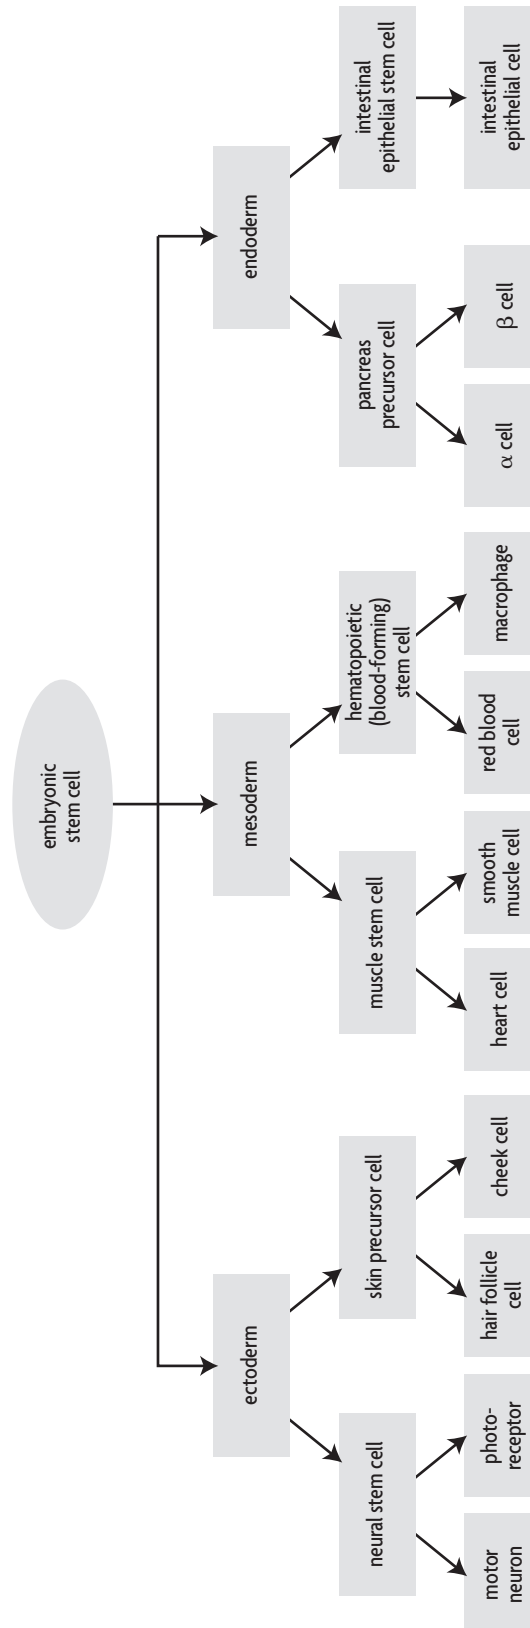 embryonic
stem cell
ectoderm
mesoderm
endoderm
neural stem cell
skin precursor cell
muscle stem cell
hematopoietic
(blood-forming)
stem cell
pancreas
precursor cell
intestinal
epithelial stem cell
motor
neuron
photo-
receptor
hair follicle
cell
cheek cell
heart cell
smooth
muscle cell
red blood
cell
macrophage
α cell
β cell
intestinal
epithelial cell